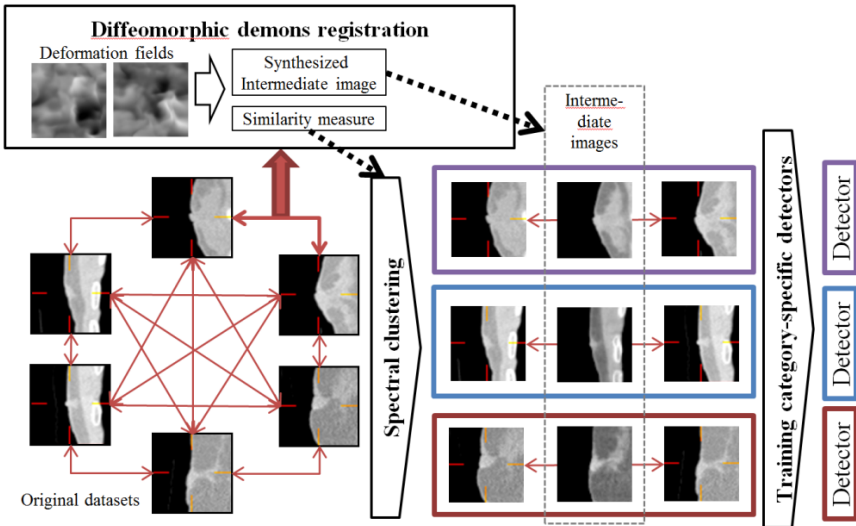 Diffeomorphic demons registration
Deformation fields
Synthesized
Intermediate image
Similarity measure
Interme-
diate
images
Original datasets
Spectral clustering
Training category-specific detectors
Detector
Detector
Detector